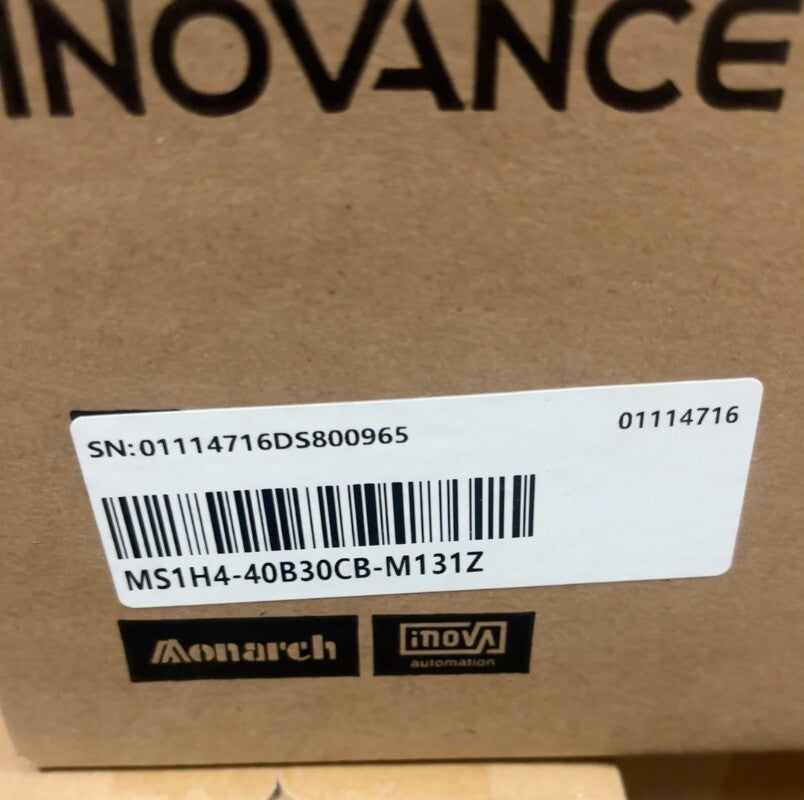 INOVANCE
SN:01114716DS800965
01114716
MS1H4-40B30CB-M131Z
Monarch
inovA
automation